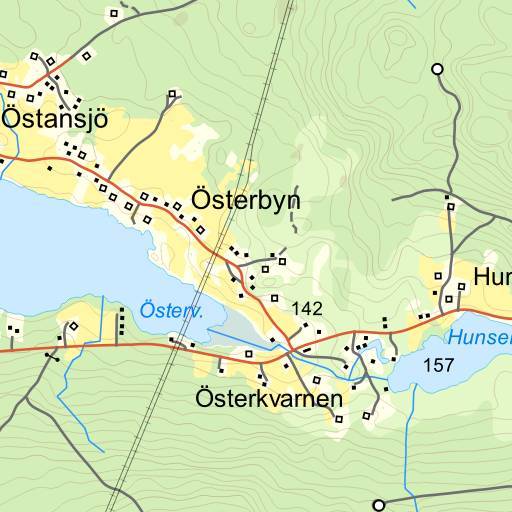 Östansjö
Österbyn
Hun
Österv.
142
Hunse
157
Österkvarnen